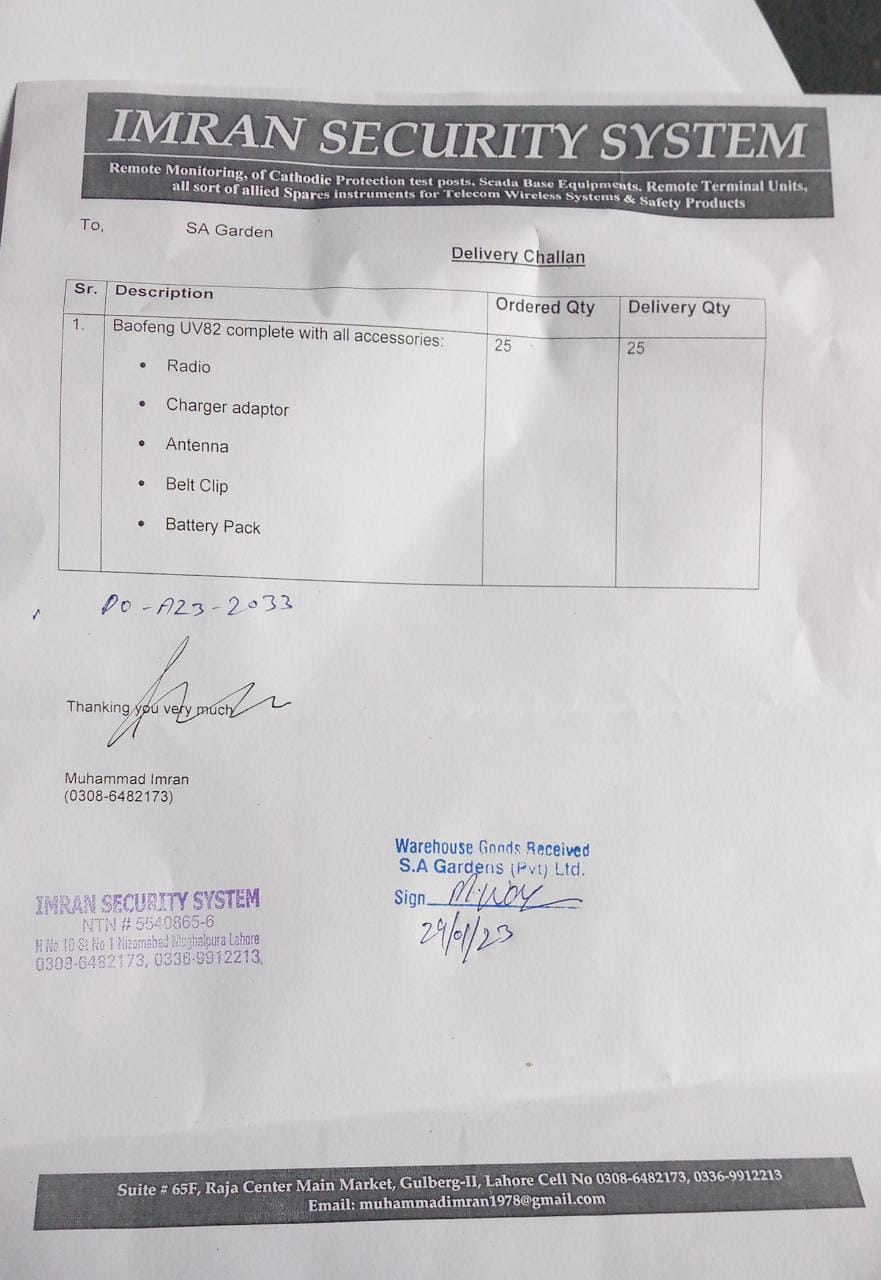 IMRAN SECURITY SYSTEM
Remote Monitoring, of Cathodic Protection test posts, Scada Base Equipments, Remote Terminal Units,
all sort of allied Spares instruments for Telecom Wireless Systems & Safety Products
To, SA Garden
Delivery Challan
Sr. Description Ordered Qty Delivery Qty
1. Baofeng UV82 complete with all accessories: 25 25
• Radio
• Charger adaptor
• Antenna
• Belt Clip
• Battery Pack
PO-A23-2033
Thanking you very much
Muhammad Imran
(0308-6482173)
Warehouse Goods Received
S.A Gardens (Pvt) Ltd.
Sign
29/01/23
IMRAN SECURITY SYSTEM
NTN # 5540865-6
H No 10 St No 1 Nizamabad Mughalpura Lahore
0308-6482173, 0336-9912213,
Suite # 65F, Raja Center Main Market, Gulberg-II, Lahore Cell No 0308-6482173, 0336-9912213
Email: muhammadimran1978@gmail.com